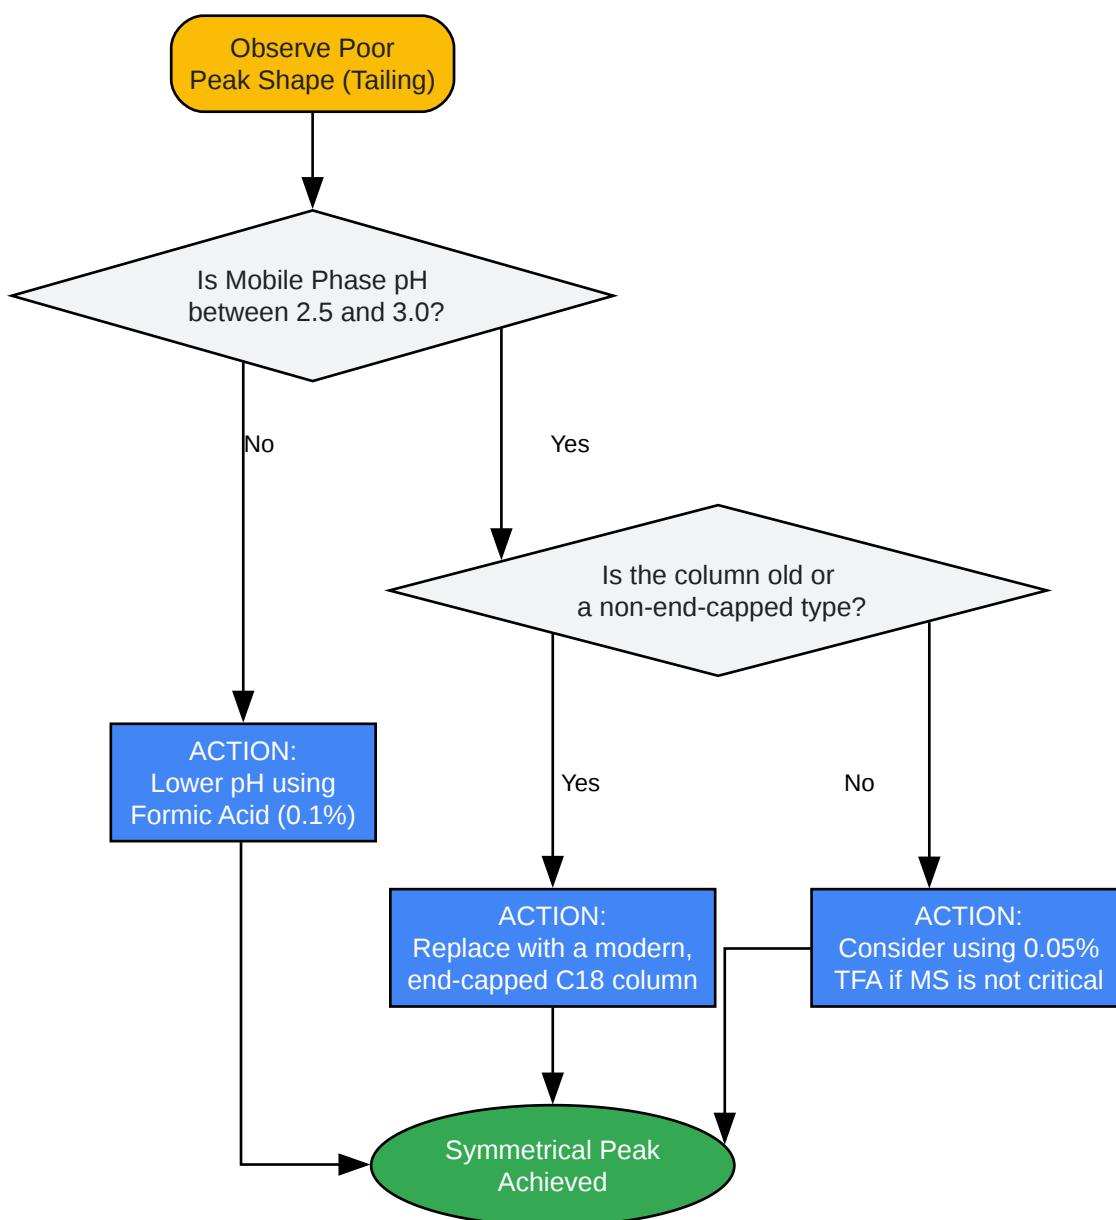 Observe Poor
Peak Shape (Tailing)
Is Mobile Phase pH
between 2.5 and 3.0?
No
Yes
Is the column old or
a non-end-capped type?
ACTION:
Lower pH using
Formic Acid (0.1%)
Yes
No
ACTION:
Replace with a modern,
end-capped C18 column
ACTION:
Consider using 0.05%
TFA if MS is not critical
Symmetrical Peak
Achieved